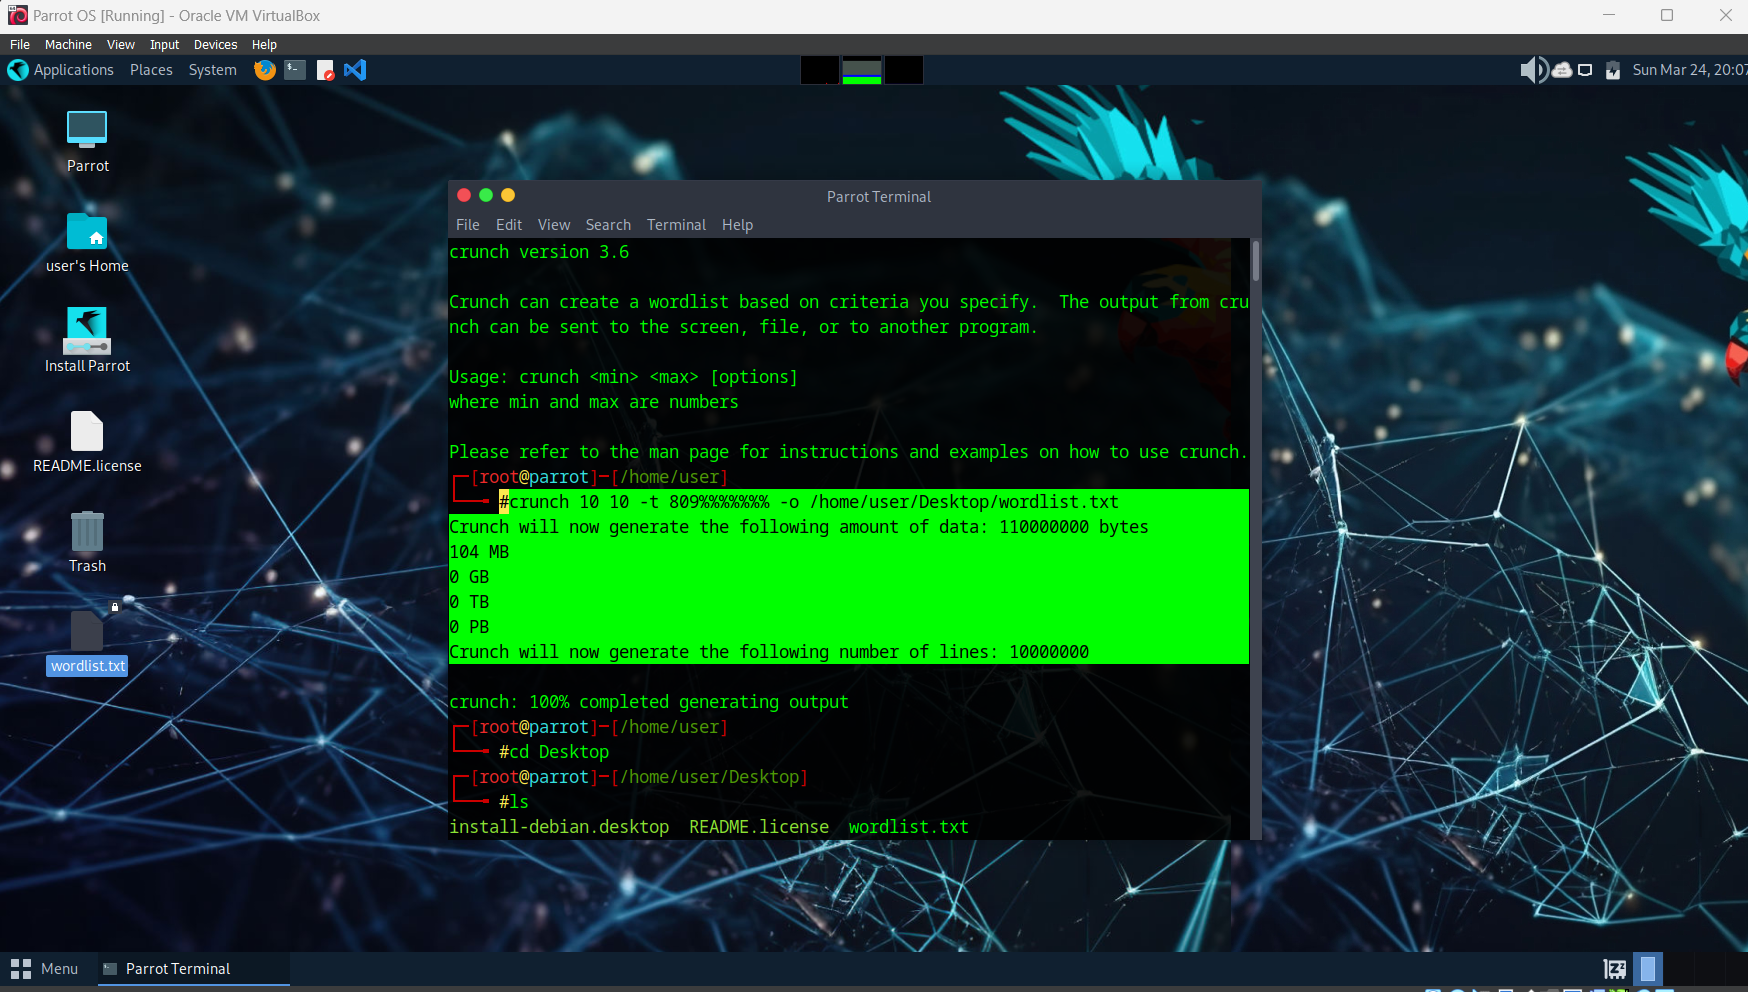 Parrot OS [Running] - Oracle VM VirtualBox
File Machine View Input Devices Help
Applications Places System
Sun Mar 24, 20:07
Parrot
user's Home
Install Parrot
README.license
Trash
wordlist.txt
Parrot Terminal
File Edit View Search Terminal Help
crunch version 3.6
Crunch can create a wordlist based on criteria you specify.  The output from cru
nch can be sent to the screen, file, or to another program.
Usage: crunch <min> <max> [options]
where min and max are numbers
Please refer to the man page for instructions and examples on how to use crunch.
[root@parrot]─[/home/user]
#crunch 10 10 -t 809%%%%%%% -o /home/user/Desktop/wordlist.txt
Crunch will now generate the following amount of data: 110000000 bytes
104 MB
0 GB
0 TB
0 PB
Crunch will now generate the following number of lines: 10000000
crunch: 100% completed generating output
[root@parrot]─[/home/user]
#cd Desktop
[root@parrot]─[/home/user/Desktop]
#ls
install-debian.desktop  README.license  wordlist.txt
Menu
Parrot Terminal